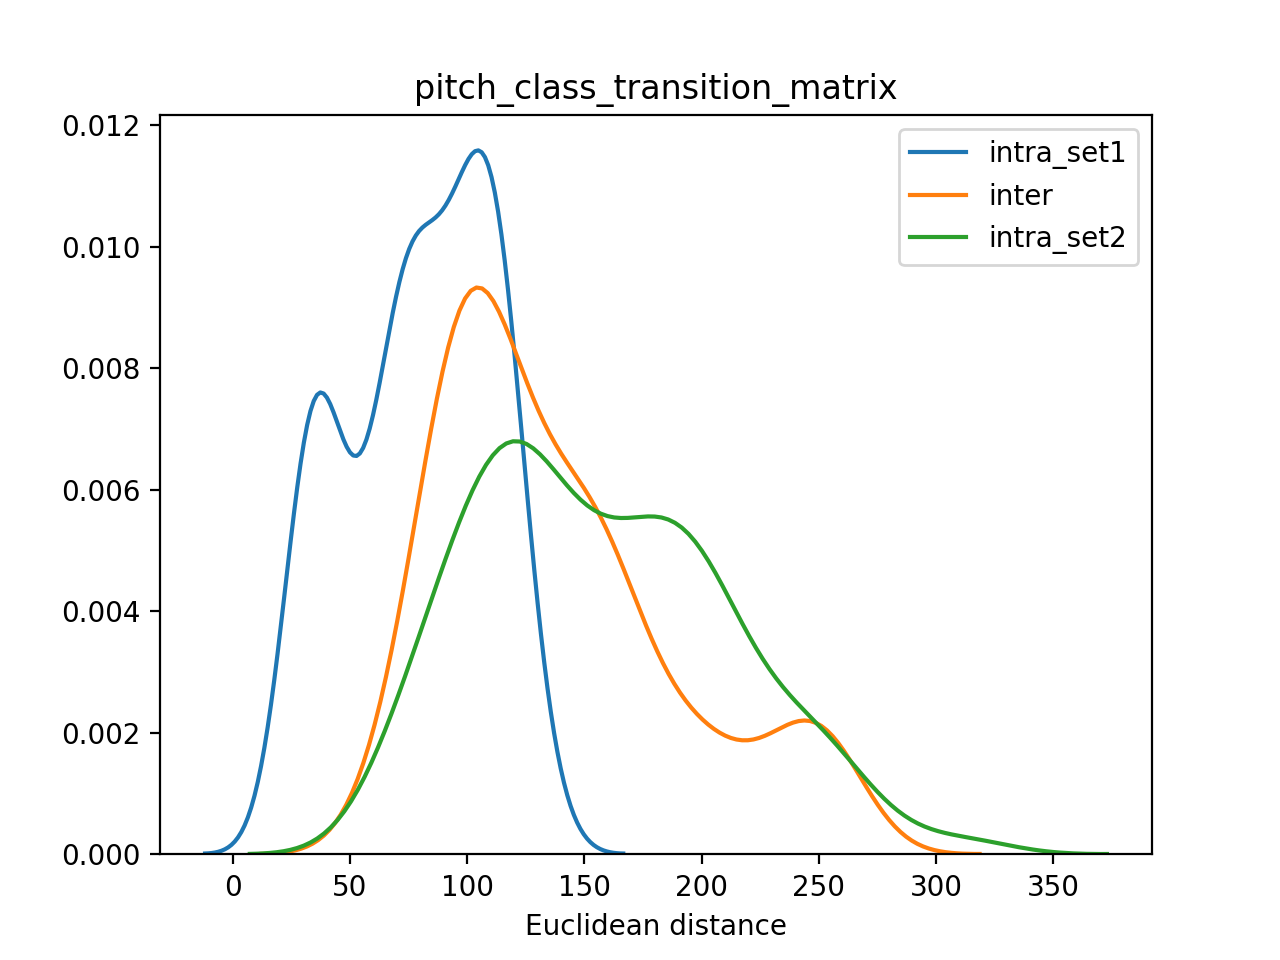 pitch_class_transition_matrix
intra_set1
inter
intra_set2
0.012
0.010
0.008
0.006
0.004
0.002
0.000
0 50 100 150 200 250 300 350
Euclidean distance